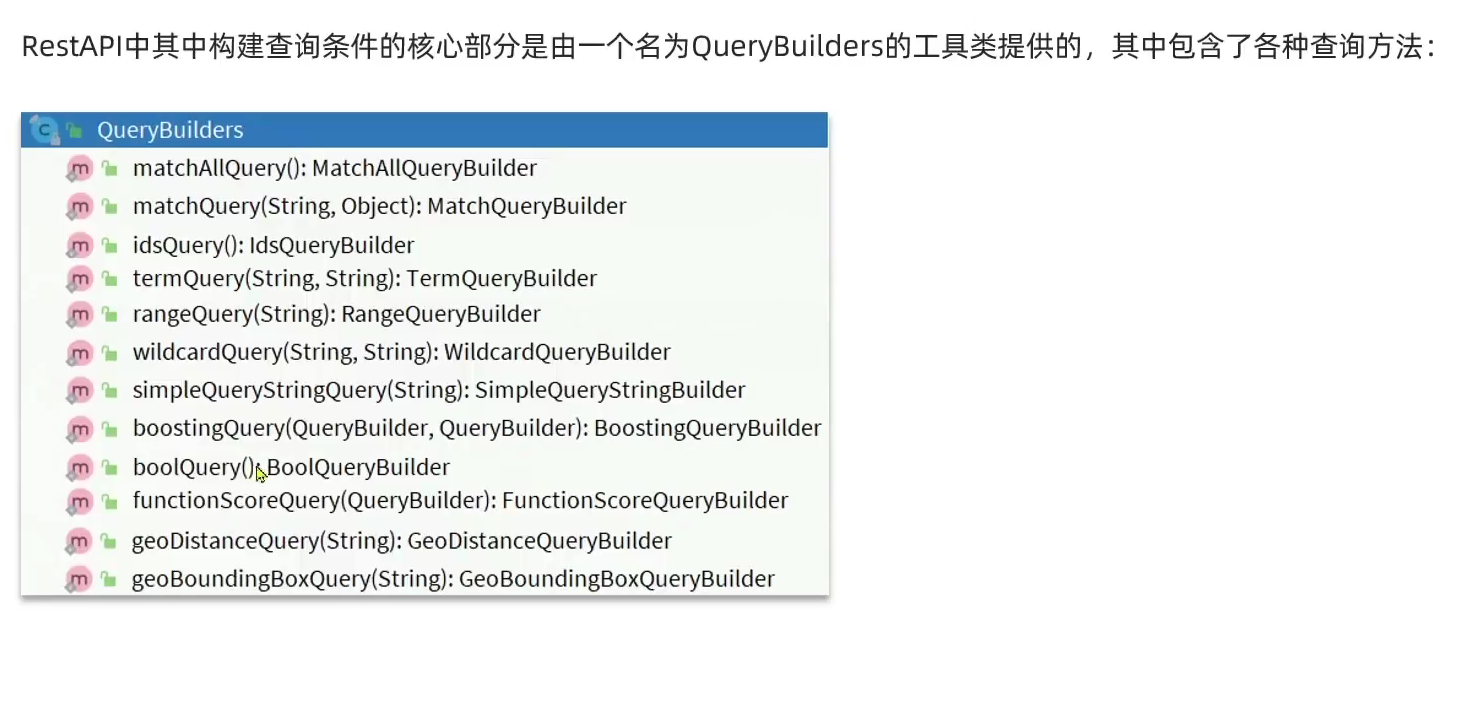 RestAPI中其中构建查询条件的核心部分是由一个名为QueryBuilders的工具类提供的，其中包含了各种查询方法：
QueryBuilders
matchAllQuery(): MatchAllQueryBuilder
matchQuery(String, Object): MatchQueryBuilder
idsQuery(): IdsQueryBuilder
termQuery(String, String): TermQueryBuilder
rangeQuery(String): RangeQueryBuilder
wildcardQuery(String, String): WildcardQueryBuilder
simpleQueryStringQuery(String): SimpleQueryStringBuilder
boostingQuery(QueryBuilder, QueryBuilder): BoostingQueryBuilder
boolQuery(): BoolQueryBuilder
functionScoreQuery(QueryBuilder): FunctionScoreQueryBuilder
geoDistanceQuery(String): GeoDistanceQueryBuilder
geoBoundingBoxQuery(String): GeoBoundingBoxQueryBuilder